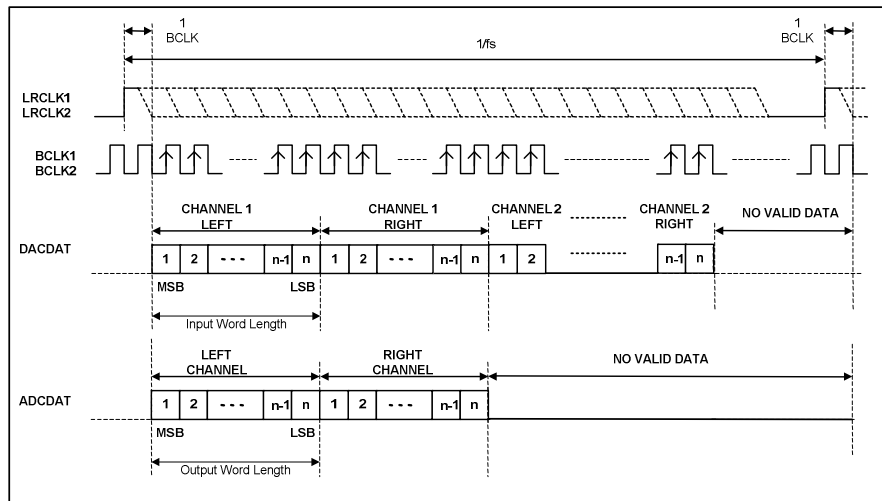 1
BCLK
1/fs
1
BCLK
LRCLK1
LRCLK2
BCLK1
BCLK2
CHANNEL 1
LEFT
CHANNEL 1
RIGHT
CHANNEL 2
LEFT
CHANNEL 2
RIGHT
NO VALID DATA
DACDAT
1 2 - - - n-1 n 1 2 - - - n-1 n 1 2 n-1 n
MSB LSB
Input Word Length
LEFT
CHANNEL
RIGHT
CHANNEL
NO VALID DATA
ADCDAT
1 2 - - - n-1 n 1 2 - - - n-1 n
MSB LSB
Output Word Length